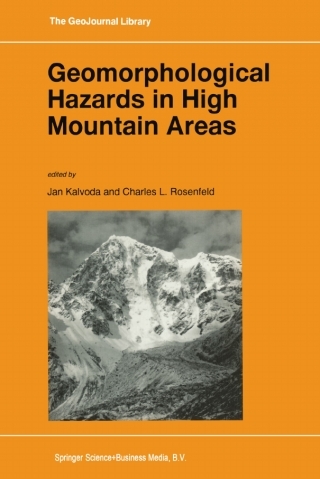 The GeoJournal Library
Geomorphological
Hazards in High
Mountain Areas
edited by
Jan Kalvoda and Charles L. Rosenfeld
Springer Science+Business Media, B.V.